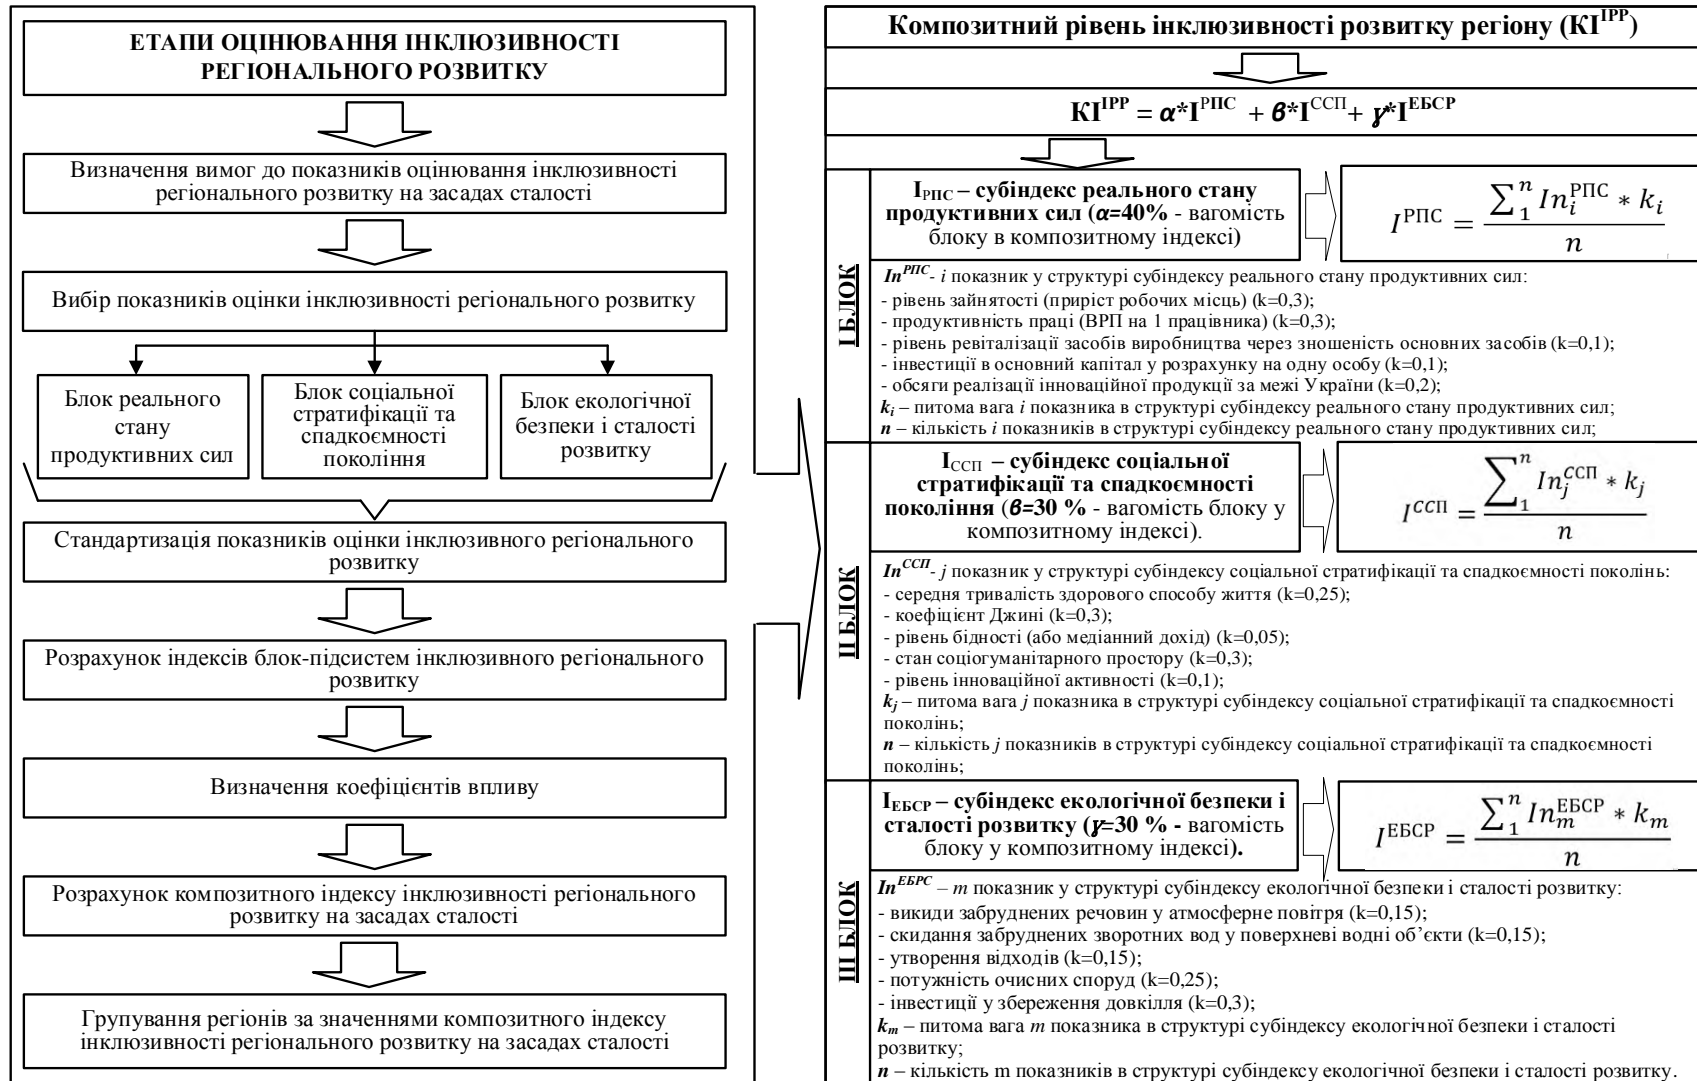 ЕТАПИ ОЦІНЮВАННЯ ІНКЛЮЗИВНОСТІ
РЕГІОНАЛЬНОГО РОЗВИТКУ
Визначення вимог до показників оцінювання інклюзивності
регіонального розвитку на засадах сталості
Вибір показників оцінки інклюзивності регіонального розвитку
Блок реального
стану
продуктивних сил
Блок соціальної
стратифікації та
спадкоємності
покоління
Блок екологічної
безпеки і сталості
розвитку
Стандартизація показників оцінки інклюзивного регіонального
розвитку
Розрахунок індексів блок-підсистем інклюзивного регіонального
розвитку
Визначення коефіцієнтів впливу
Розрахунок композитного індексу інклюзивності регіонального
розвитку на засадах сталості
Групування регіонів за значеннями композитного індексу
інклюзивності регіонального розвитку на засадах сталості
Композитний рівень інклюзивності розвитку регіону (КІ^ІРР)
КІ^ІРР = α*І^РПС + β*І^ССП + γ*І^ЕБСР
І БЛОК
І_РПС – субіндекс реального стану
продуктивних сил (α=40% - вагомість
блоку в композитному індексі)
I^РПС = ∑_1^n In_i^РПС * k_i / n
In^РПС - i показник у структурі субіндексу реального стану продуктивних сил:
- рівень зайнятості (приріст робочих місць) (k=0,3);
- продуктивність праці (ВРП на 1 працівника) (k=0,3);
- рівень ревіталізації засобів виробництва через зношеність основних засобів (k=0,1);
- інвестиції в основний капітал у розрахунку на одну особу (k=0,1);
- обсяги реалізації інноваційної продукції за межі України (k=0,2);
k_i – питома вага i показника в структурі субіндексу реального стану продуктивних сил;
n – кількість i показників в структурі субіндексу реального стану продуктивних сил;
ІІ БЛОК
І_ССП – субіндекс соціальної
стратифікації та спадкоємності
покоління (β=30 % - вагомість блоку у
композитному індексі).
I^ССП = ∑_1^n In_j^ССП * k_j / n
In^ССП - j показник у структурі субіндексу соціальної стратифікації та спадкоємності поколінь:
- середня тривалість здорового способу життя (k=0,25);
- коефіцієнт Джині (k=0,3);
- рівень бідності (або медіанний дохід) (k=0,05);
- стан соціогуманітарного простору (k=0,3);
- рівень інноваційної активності (k=0,1);
k_j – питома вага j показника в структурі субіндексу соціальної стратифікації та спадкоємності
поколінь;
n – кількість j показників в структурі субіндексу соціальної стратифікації та спадкоємності
поколінь;
ІІІ БЛОК
І_ЕБСР – субіндекс екологічної безпеки і
сталості розвитку (γ=30 % - вагомість
блоку у композитному індексі).
I^ЕБСР = ∑_1^n In_m^ЕБСР * k_m / n
In^ЕБРС – m показник у структурі субіндексу екологічної безпеки і сталості розвитку:
- викиди забруднених речовин у атмосферне повітря (k=0,15);
- скидання забруднених зворотних вод у поверхневі водні об’єкти (k=0,15);
- утворення відходів (k=0,15);
- потужність очисних споруд (k=0,25);
- інвестиції у збереження довкілля (k=0,3);
k_m – питома вага m показника в структурі субіндексу екологічної безпеки і сталості
розвитку;
n – кількість m показників в структурі субіндексу екологічної безпеки і сталості розвитку.